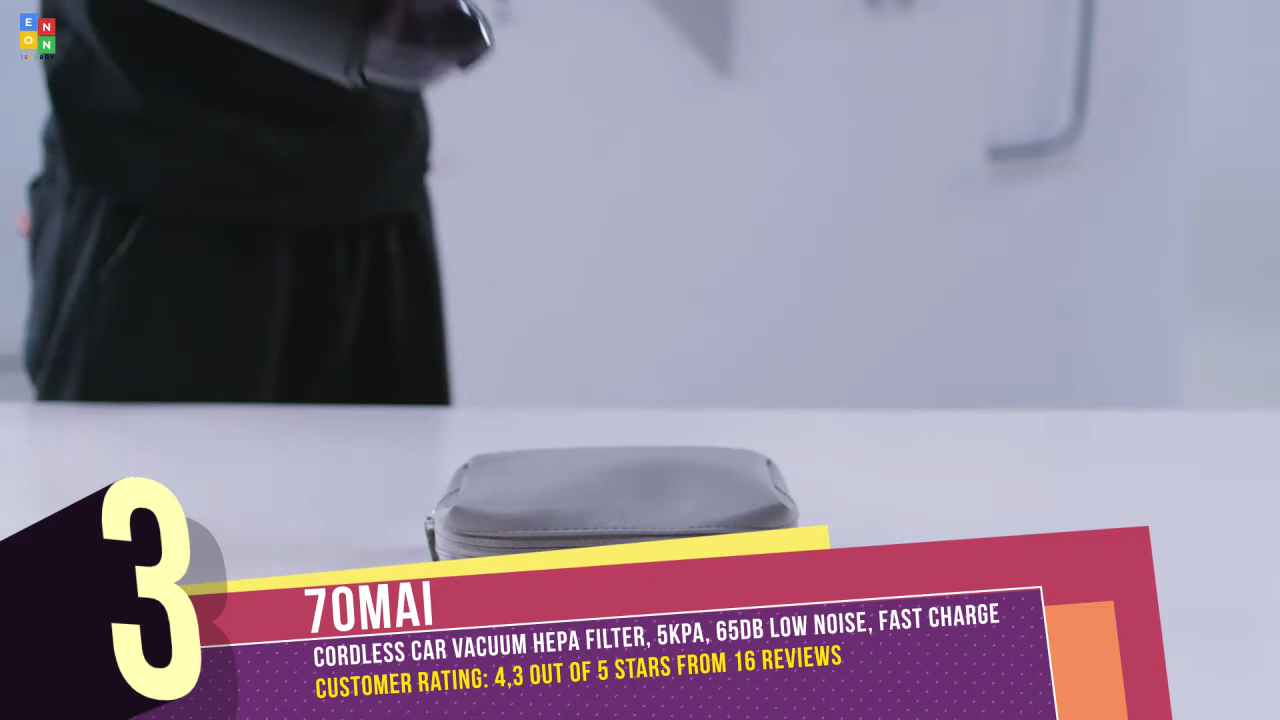 E N
O N
TECHBOX
3
70MAI
CORDLESS CAR VACUUM HEPA FILTER, 5KPA, 65DB LOW NOISE, FAST CHARGE
CUSTOMER RATING: 4,3 OUT OF 5 STARS FROM 16 REVIEWS